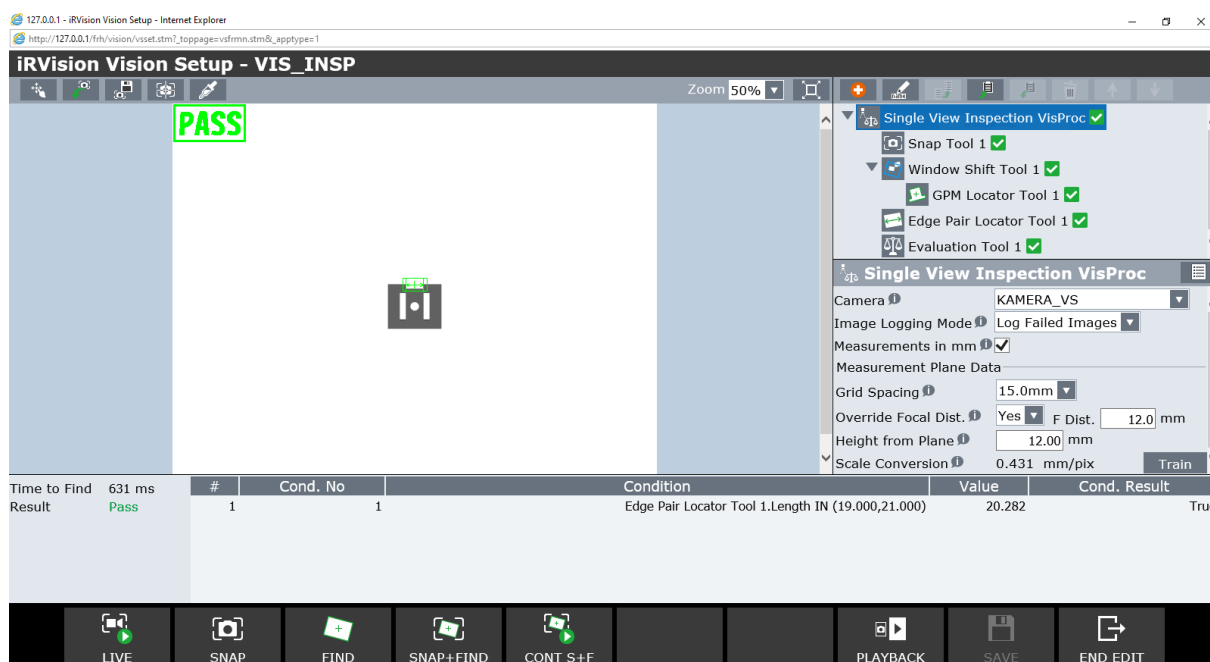 127.0.0.1 - iRVision Vision Setup - Internet Explorer
http://127.0.0.1/frh/vision/vsset.stm?_toppage=vsfrmn.stm&_apptype=1
iRVision Vision Setup - VIS_INSP
Zoom 50%
PASS
Single View Inspection VisProc
Snap Tool 1
Window Shift Tool 1
GPM Locator Tool 1
Edge Pair Locator Tool 1
Evaluation Tool 1
Single View Inspection VisProc
Camera KAMERA_VS
Image Logging Mode Log Failed Images
Measurements in mm
Measurement Plane Data
Grid Spacing 15.0mm
Override Focal Dist. Yes F Dist. 12.0 mm
Height from Plane 12.00 mm
Scale Conversion 0.431 mm/pix Train
Time to Find 631 ms
Result Pass
# Cond. No Condition Value Cond. Result
1 1 Edge Pair Locator Tool 1.Length IN (19.000,21.000) 20.282 Tru
LIVE SNAP FIND SNAP+FIND CONT S+F PLAYBACK SAVE END EDIT